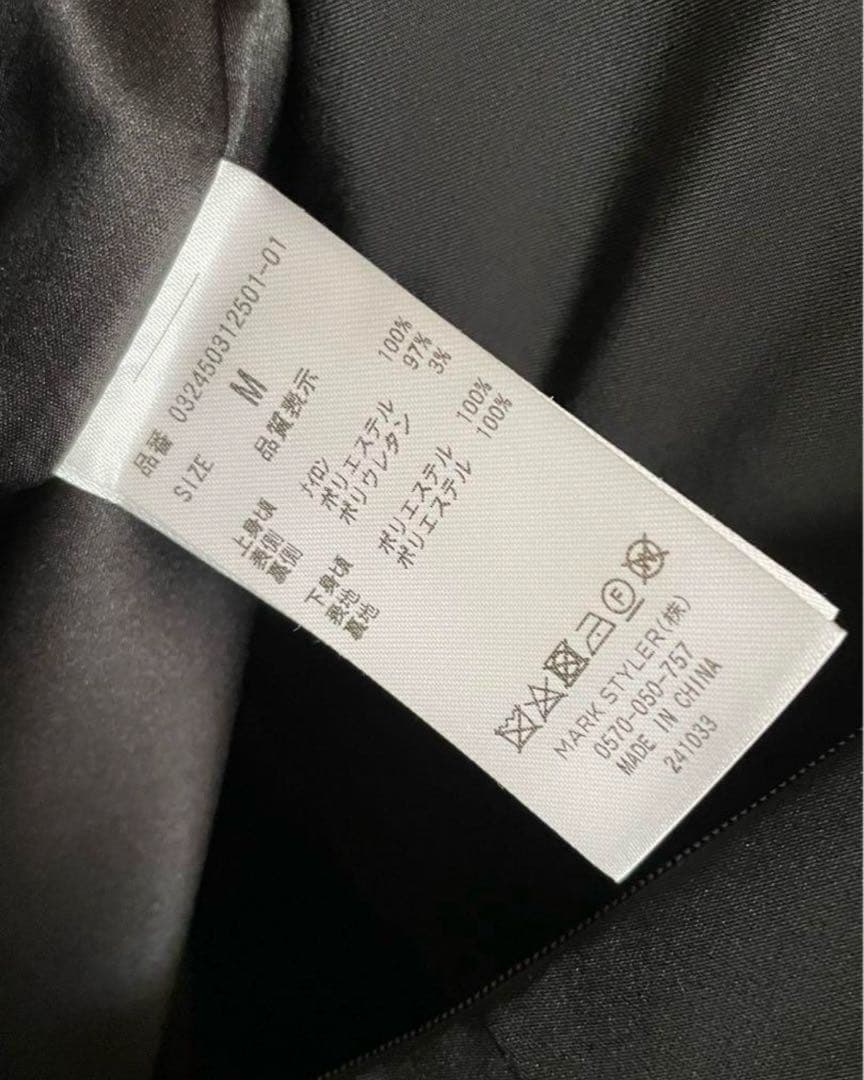 品番 032450312501-01
SIZE M
品質表示
上身頃
表側 ナイロン 100%
裏側 ポリエステル 97%
ポリウレタン 3%
下身頃
表地 ポリエステル 100%
裏地 ポリエステル 100%
F W
MARK STYLER(株)
0570-050-757
MADE IN CHINA
241033